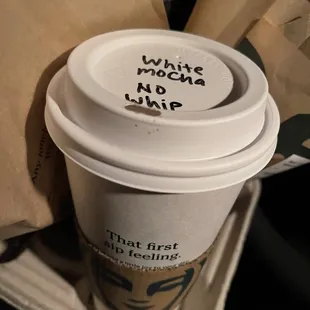 White
mocha
NO
Whip
That first
sip feeling.